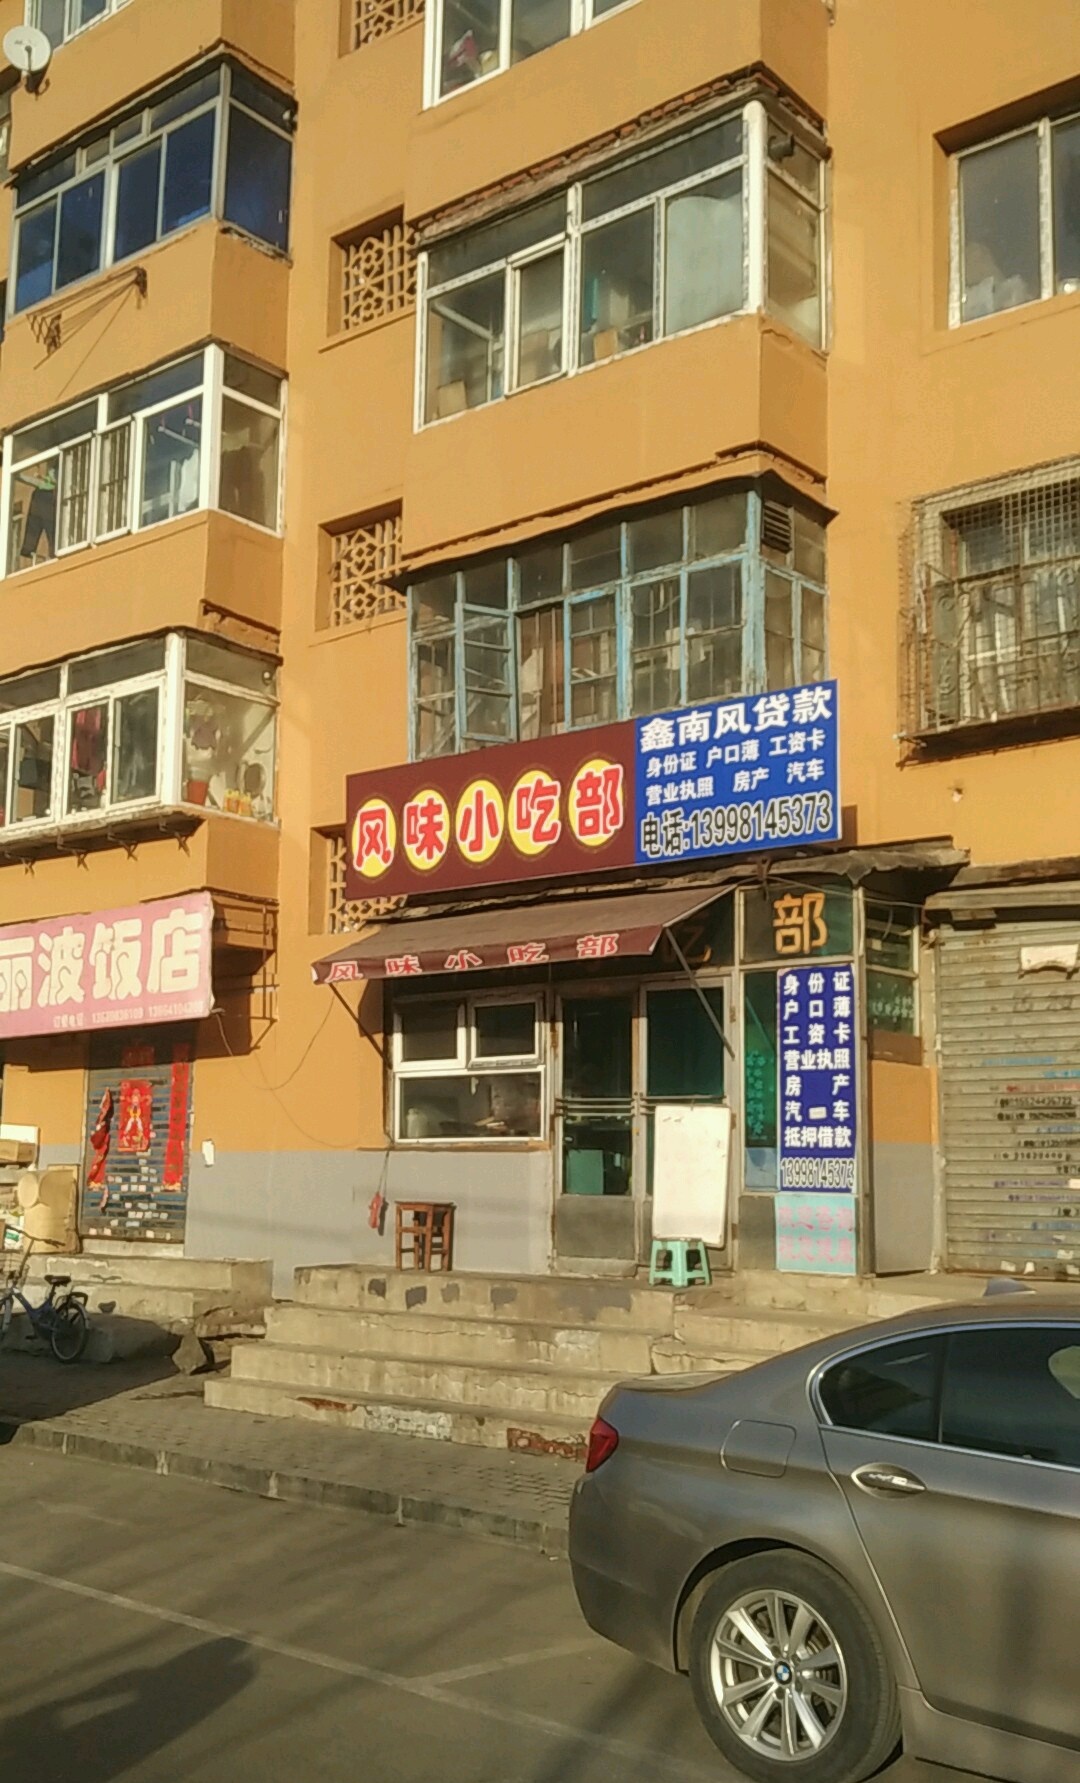 鑫南风贷款
身份证 户口薄 工资卡
营业执照 房产 汽车
电话:13998145373
风味小吃部
风味小吃部
部
丽波饭店
身份证
户口薄
工资卡
营业执照
房产
汽车
抵押借款
13998145373